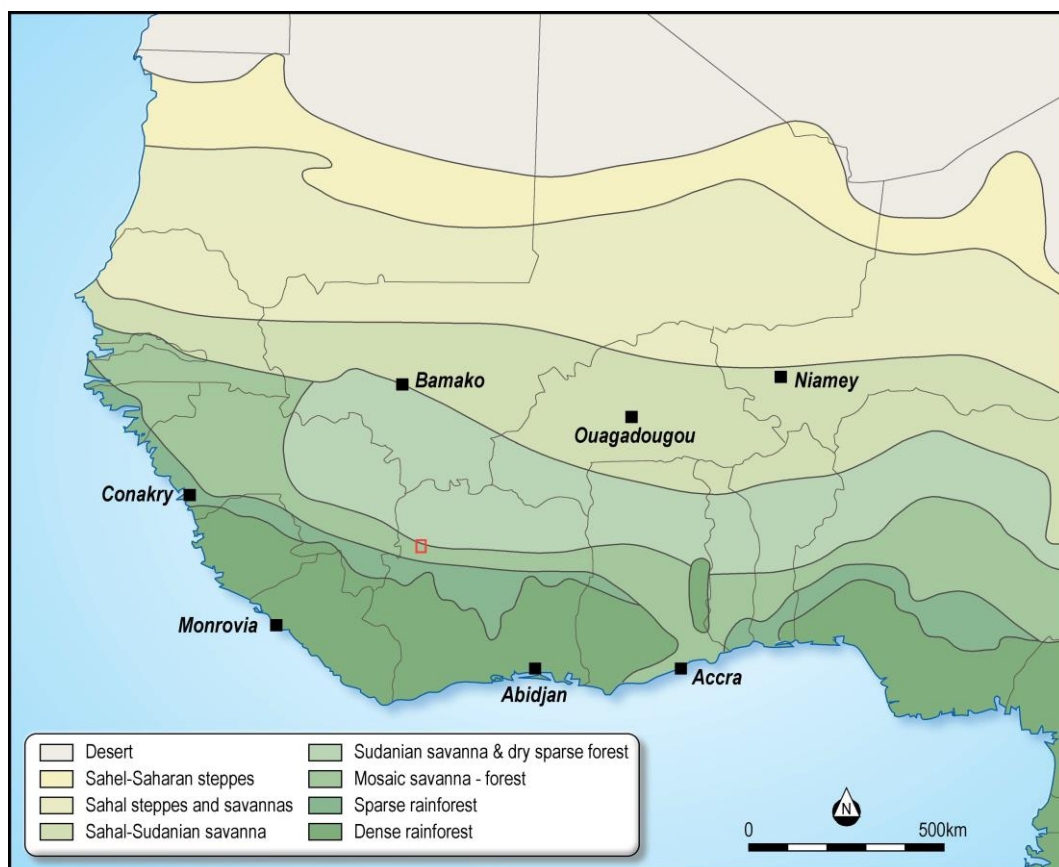 Bamako
Niamey
Ouagadougou
Conakry
Monrovia
Accra
Abidjan
Desert
Sahel-Saharan steppes
Sahal steppes and savannas
Sahal-Sudanian savanna
Sudanian savanna & dry sparse forest
Mosaic savanna - forest
Sparse rainforest
Dense rainforest
N
0 500km